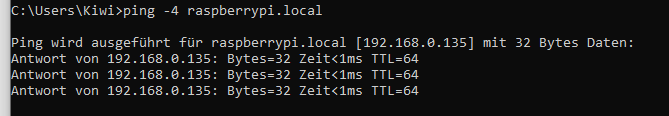 C:\Users\Kiwi>ping -4 raspberrypi.local
Ping wird ausgeführt für raspberrypi.local [192.168.0.135] mit 32 Bytes Daten:
Antwort von 192.168.0.135: Bytes=32 Zeit<1ms TTL=64
Antwort von 192.168.0.135: Bytes=32 Zeit<1ms TTL=64
Antwort von 192.168.0.135: Bytes=32 Zeit<1ms TTL=64